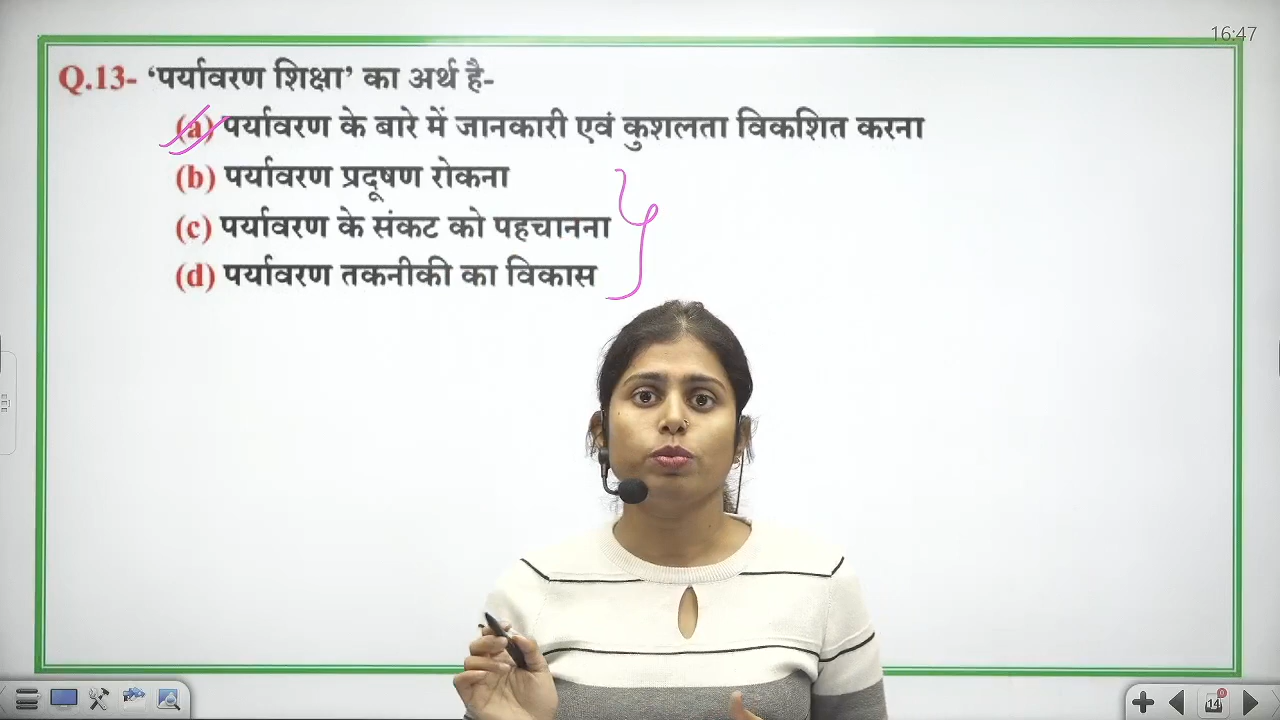 16:47
Q.13- ‘पर्यावरण शिक्षा’ का अर्थ है-
(a) पर्यावरण के बारे में जानकारी एवं कुशलता विकशित करना
(b) पर्यावरण प्रदूषण रोकना
(c) पर्यावरण के संकट को पहचानना
(d) पर्यावरण तकनीकी का विकास
14